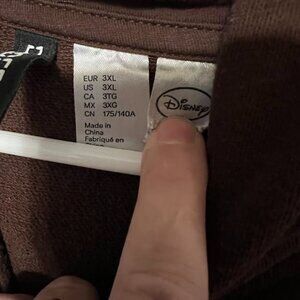 EUR 3XL
US 3XL
CA 3TG
MX 3XG
CN 175/140A
Made in
China
Fabriqué en
Disney